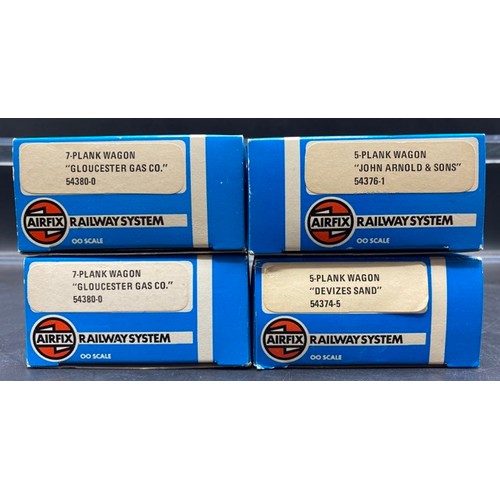 7-PLANK WAGON
"GLOUCESTER GAS CO."
54380-0
AIRFIX RAILWAY SYSTEM
OO SCALE
5-PLANK WAGON
"JOHN ARNOLD & SONS"
54376-1
AIRFIX RAILWAY SYSTEM
OO SCALE
7-PLANK WAGON
"GLOUCESTER GAS CO."
54380-0
AIRFIX RAILWAY SYSTEM
OO SCALE
5-PLANK WAGON
"DEVIZES SAND"
54374-5
AIRFIX RAILWAY SYSTEM
OO SCALE